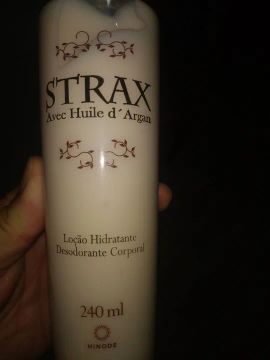 STRAX
Avec Huile d´Argan
Loção Hidratante
Desodorante Corporal
240 ml
HINODE